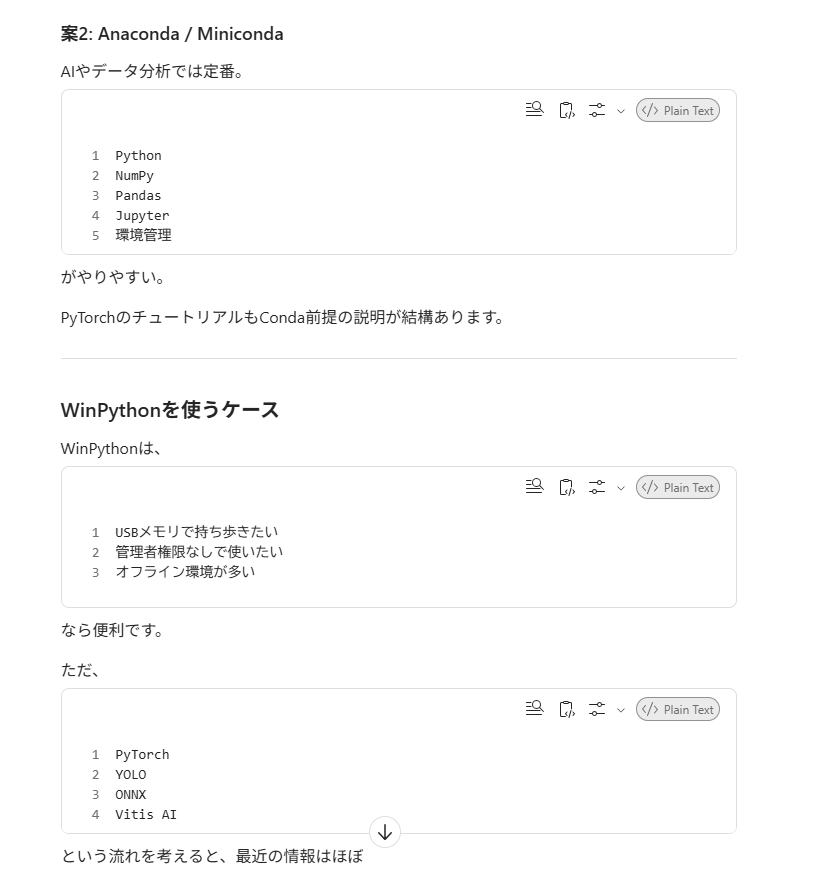 案2: Anaconda / Miniconda
AIやデータ分析では定番。
</> Plain Text
1 Python
2 NumPy
3 Pandas
4 Jupyter
5 環境管理
がやりやすい。
PyTorchのチュートリアルもConda前提の説明が結構あります。
WinPythonを使うケース
WinPythonは、
</> Plain Text
1 USBメモリで持ち歩きたい
2 管理者権限なしで使いたい
3 オフライン環境が多い
なら便利です。
ただ、
</> Plain Text
1 PyTorch
2 YOLO
3 ONNX
4 Vitis AI
という流れを考えると、最近の情報はほぼ